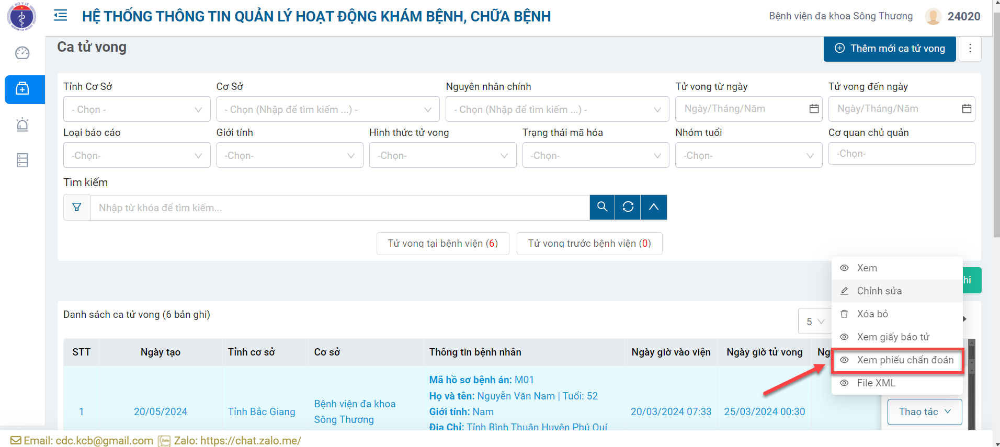 BỘ Y TẾ
MINISTRY OF HEALTH
HỆ THỐNG THÔNG TIN QUẢN LÝ HOẠT ĐỘNG KHÁM BỆNH, CHỮA BỆNH
Bệnh viện đa khoa Sông Thương
24020
Ca tử vong
Thêm mới ca tử vong
Tỉnh Cơ Sở
Cơ Sở
Nguyên nhân chính
Tử vong từ ngày
Tử vong đến ngày
- Chọn -
- Chọn (Nhập để tìm kiếm ...) -
- Chọn (Nhập để tìm kiếm ...) -
Ngày/Tháng/Năm
Ngày/Tháng/Năm
Loại báo cáo
Giới tính
Hình thức tử vong
Trạng thái mã hóa
Nhóm tuổi
Cơ quan chủ quản
-Chọn-
-Chọn-
-Chọn-
-Chọn-
-Chọn-
-Chọn-
Tìm kiếm
Nhập từ khóa để tìm kiếm...
Tử vong tại bệnh viện (6)
Tử vong trước bệnh viện (0)
Xem
hi
Chỉnh sửa
Xóa bỏ
Xem giấy báo tử
Xem phiếu chẩn đoán
File XML
Danh sách ca tử vong (6 bản ghi)
5
STT
Ngày tạo
Tỉnh cơ sở
Cơ sở
Thông tin bệnh nhân
Ngày giờ vào viện
Ngày giờ tử vong
Ng
1
20/05/2024
Tỉnh Bắc Giang
Bệnh viện đa khoa
Sông Thương
Mã hồ sơ bệnh án: M01
Họ và tên: Nguyễn Văn Nam | Tuổi: 52
Giới tính: Nam
Địa Chỉ: Tỉnh Bình Thuận Huyện Phú Quí
20/03/2024 07:33
25/03/2024 00:30
Thao tác
Email: cdc.kcb@gmail.com
Zalo
Zalo: https://chat.zalo.me/